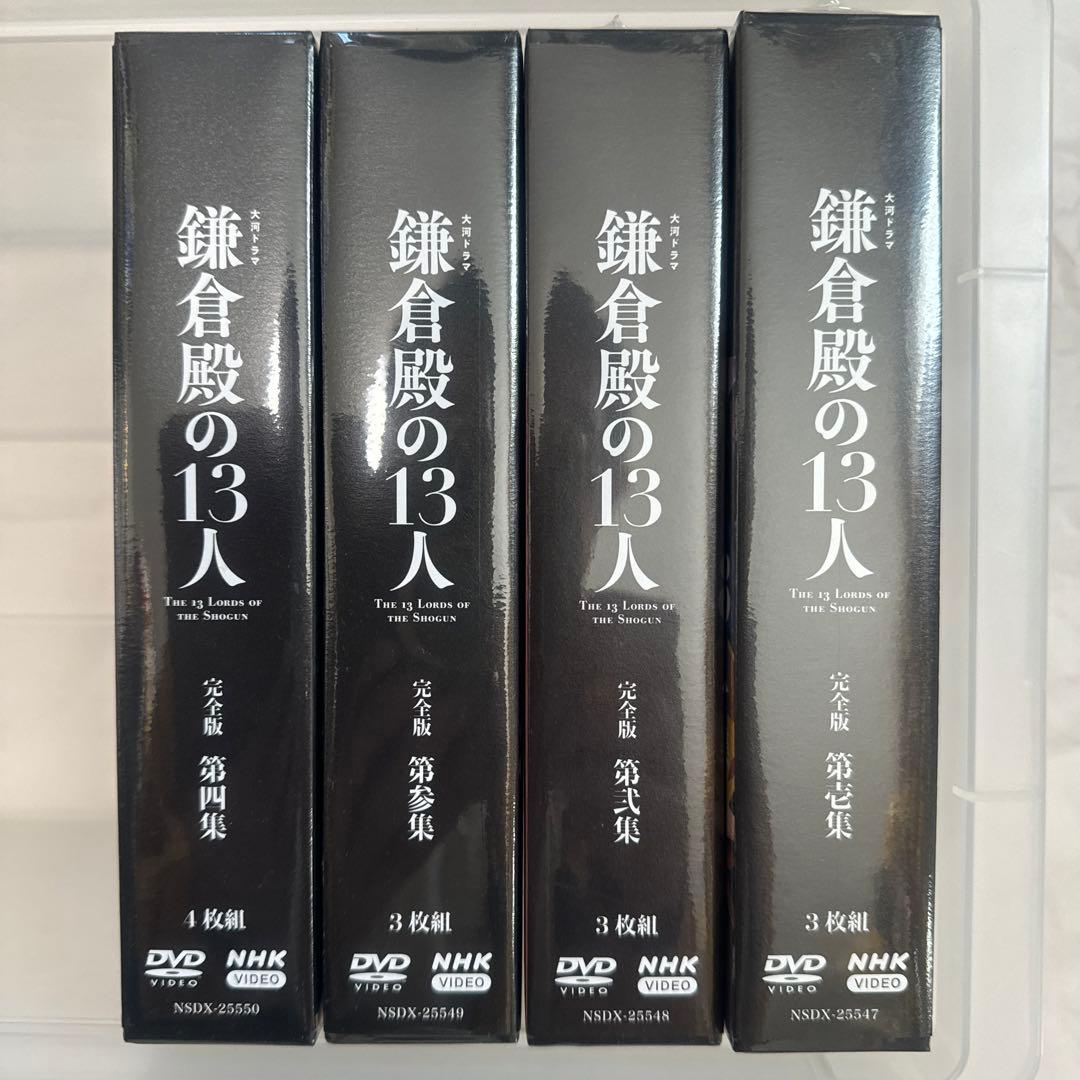 大河ドラマ
鎌倉殿の13人
THE 13 LORDS OF
THE SHOGUN
完全版 第四集
4枚組
DVD
VIDEO
NHK
VIDEO
NSDX-25550
大河ドラマ
鎌倉殿の13人
THE 13 LORDS OF
THE SHOGUN
完全版 第参集
3枚組
DVD
VIDEO
NHK
VIDEO
NSDX-25549
大河ドラマ
鎌倉殿の13人
THE 13 LORDS OF
THE SHOGUN
完全版 第弐集
3枚組
DVD
VIDEO
NHK
VIDEO
NSDX-25548
大河ドラマ
鎌倉殿の13人
THE 13 LORDS OF
THE SHOGUN
完全版 第壱集
3枚組
DVD
VIDEO
NHK
VIDEO
NSDX-25547